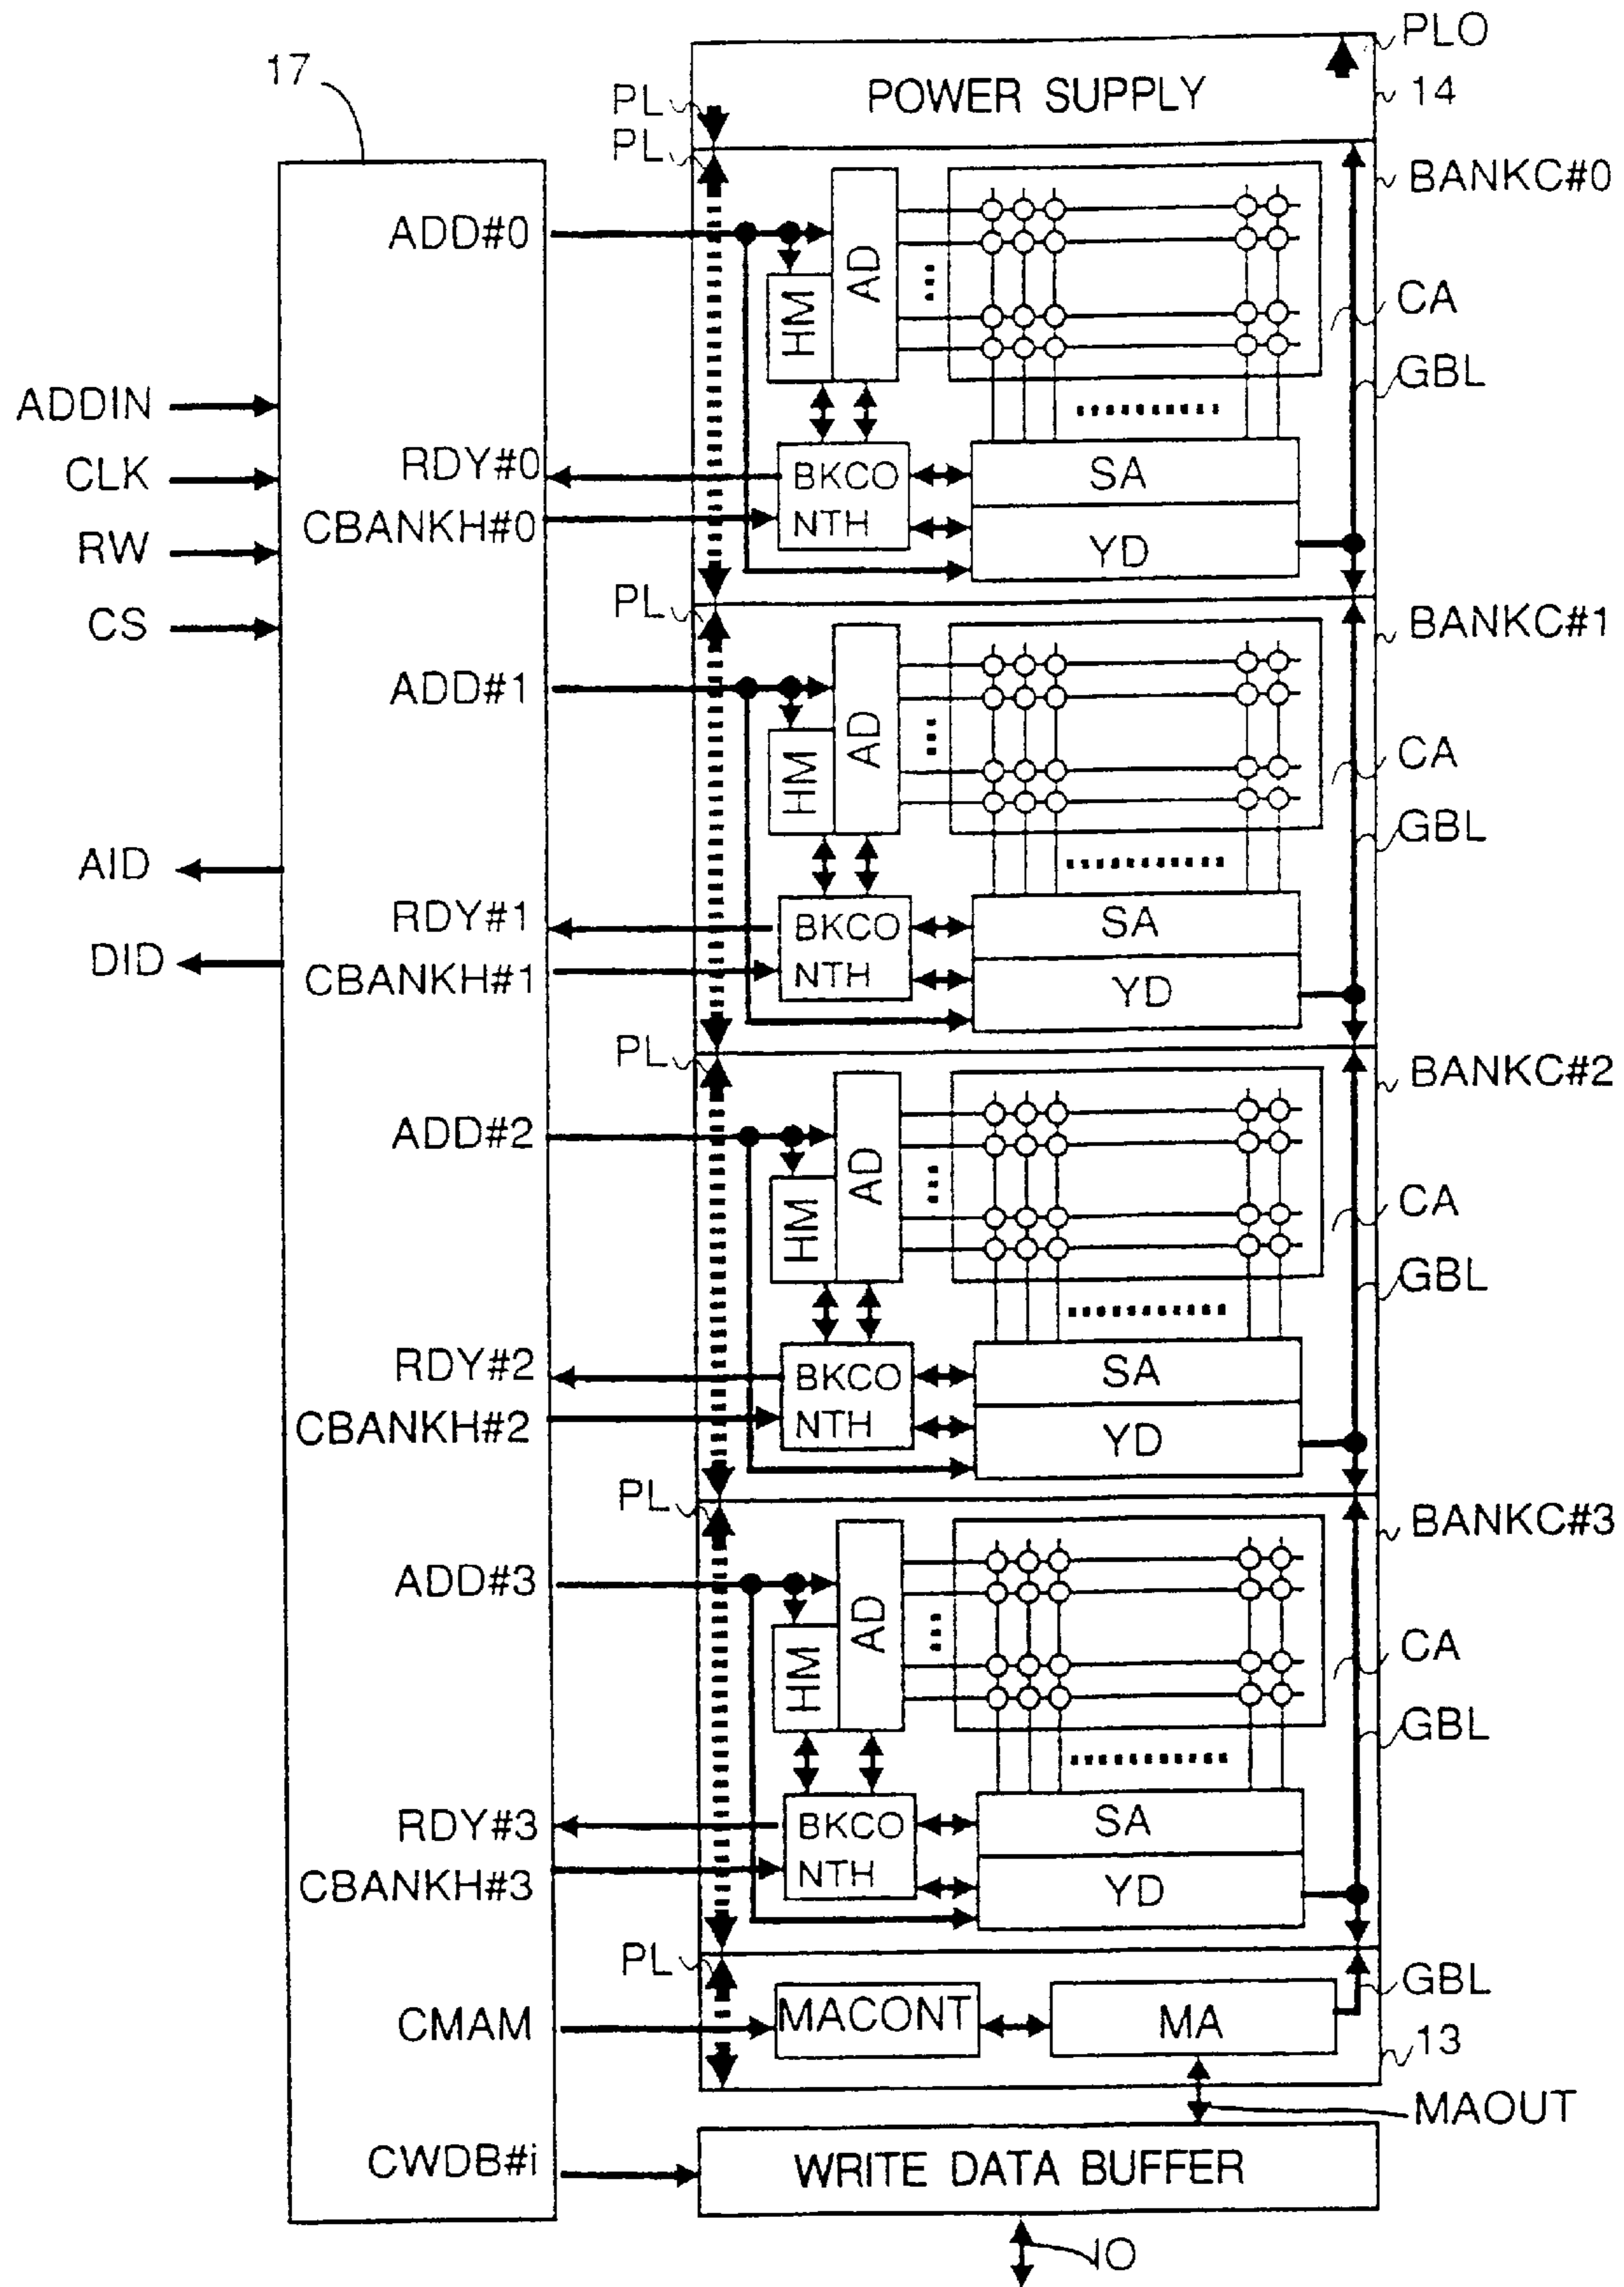 PLO
17
POWER SUPPLY
14
PL
PL
BANKC#0
ADD#0
AD
HM
CA
ADDIN
GBL
CLK
RDY#0
BKCO
NTH
SA
CBANKH#0
RW
YD
CS
PL
BANKC#1
ADD#1
AD
HM
CA
GBL
AID
RDY#1
BKCO
NTH
SA
DID
CBANKH#1
YD
PL
BANKC#2
ADD#2
AD
HM
CA
GBL
RDY#2
BKCO
NTH
SA
CBANKH#2
YD
PL
BANKC#3
ADD#3
AD
HM
CA
GBL
RDY#3
BKCO
NTH
SA
CBANKH#3
YD
PL
GBL
CMAM
MACONT
MA
13
MAOUT
CWDB#i
WRITE DATA BUFFER
IO